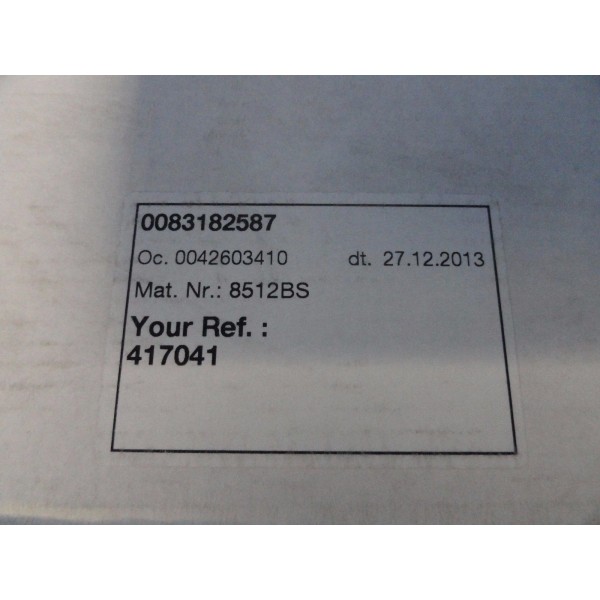 0083182587
Oc. 0042603410 dt. 27.12.2013
Mat. Nr.: 8512BS
Your Ref. :
417041